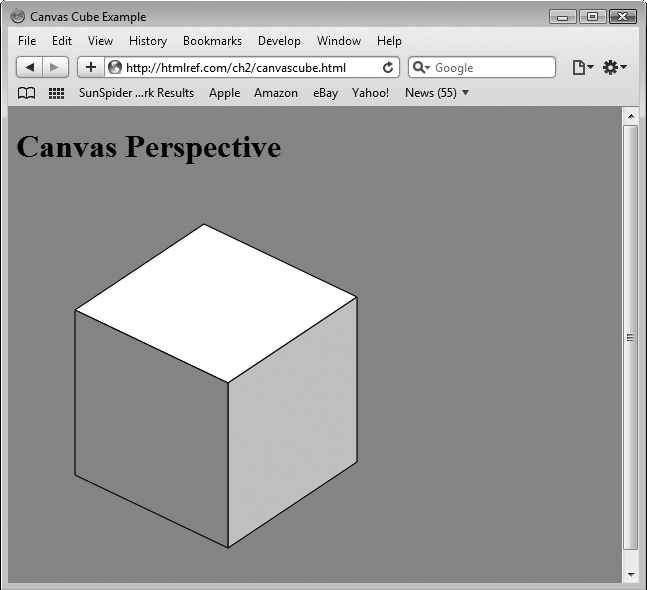 Canvas Cube Example
File Edit View History Bookmarks Develop Window Help
http://htmlref.com/ch2/canvascube.html Google
SunSpider ...rk Results Apple Amazon eBay Yahoo! News (55)
Canvas Perspective